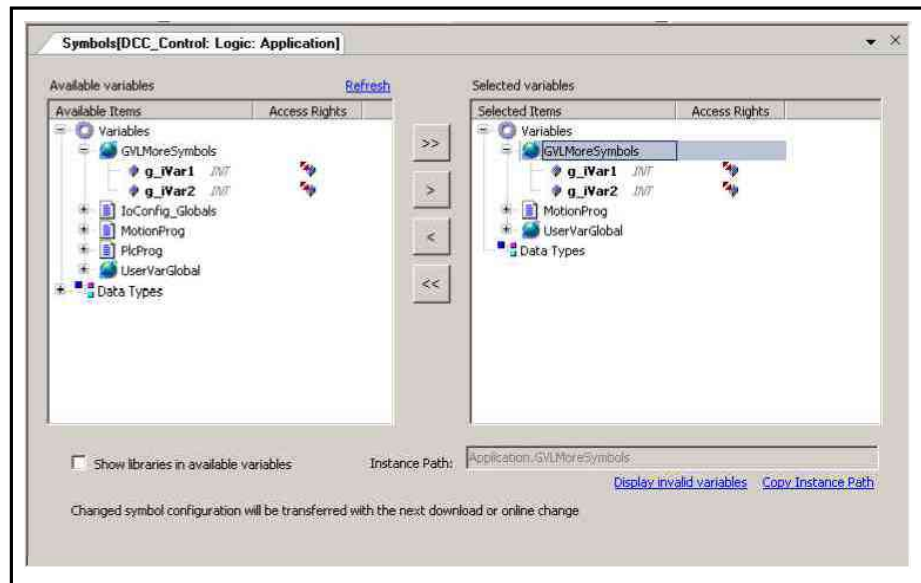 Symbols[DCC_Control: Logic: Application]
Available variables
Refresh
Available Items Access Rights
Variables
GVLMoreSymbols
g_iVar1 INT
g_iVar2 INT
IoConfig_Globals
MotionProg
PlcProg
UserVarGlobal
Data Types
>>
>
<
<<
Selected variables
Selected Items Access Rights
Variables
GVLMoreSymbols
g_iVar1 INT
g_iVar2 INT
MotionProg
UserVarGlobal
Data Types
Show libraries in available variables
Instance Path: Application.GVLMoreSymbols
Display invalid variables Copy Instance Path
Changed symbol configuration will be transferred with the next download or online change